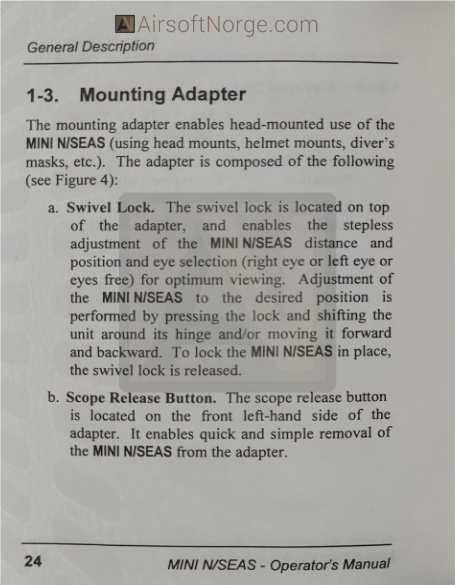 AirsoftNorge.com
General Description
1-3. Mounting Adapter
The mounting adapter enables head-mounted use of the
MINI N/SEAS (using head mounts, helmet mounts, diver's
masks, etc.). The adapter is composed of the following
(see Figure 4):
a. Swivel Lock. The swivel lock is located on top
of the adapter, and enables the stepless
adjustment of the MINI N/SEAS distance and
position and eye selection (right eye or left eye or
eyes free) for optimum viewing. Adjustment of
the MINI N/SEAS to the desired position is
performed by pressing the lock and shifting the
unit around its hinge and/or moving it forward
and backward. To lock the MINI N/SEAS in place,
the swivel lock is released.
b. Scope Release Button. The scope release button
is located on the front left-hand side of the
adapter. It enables quick and simple removal of
the MINI N/SEAS from the adapter.
24
MINI N/SEAS - Operator's Manual